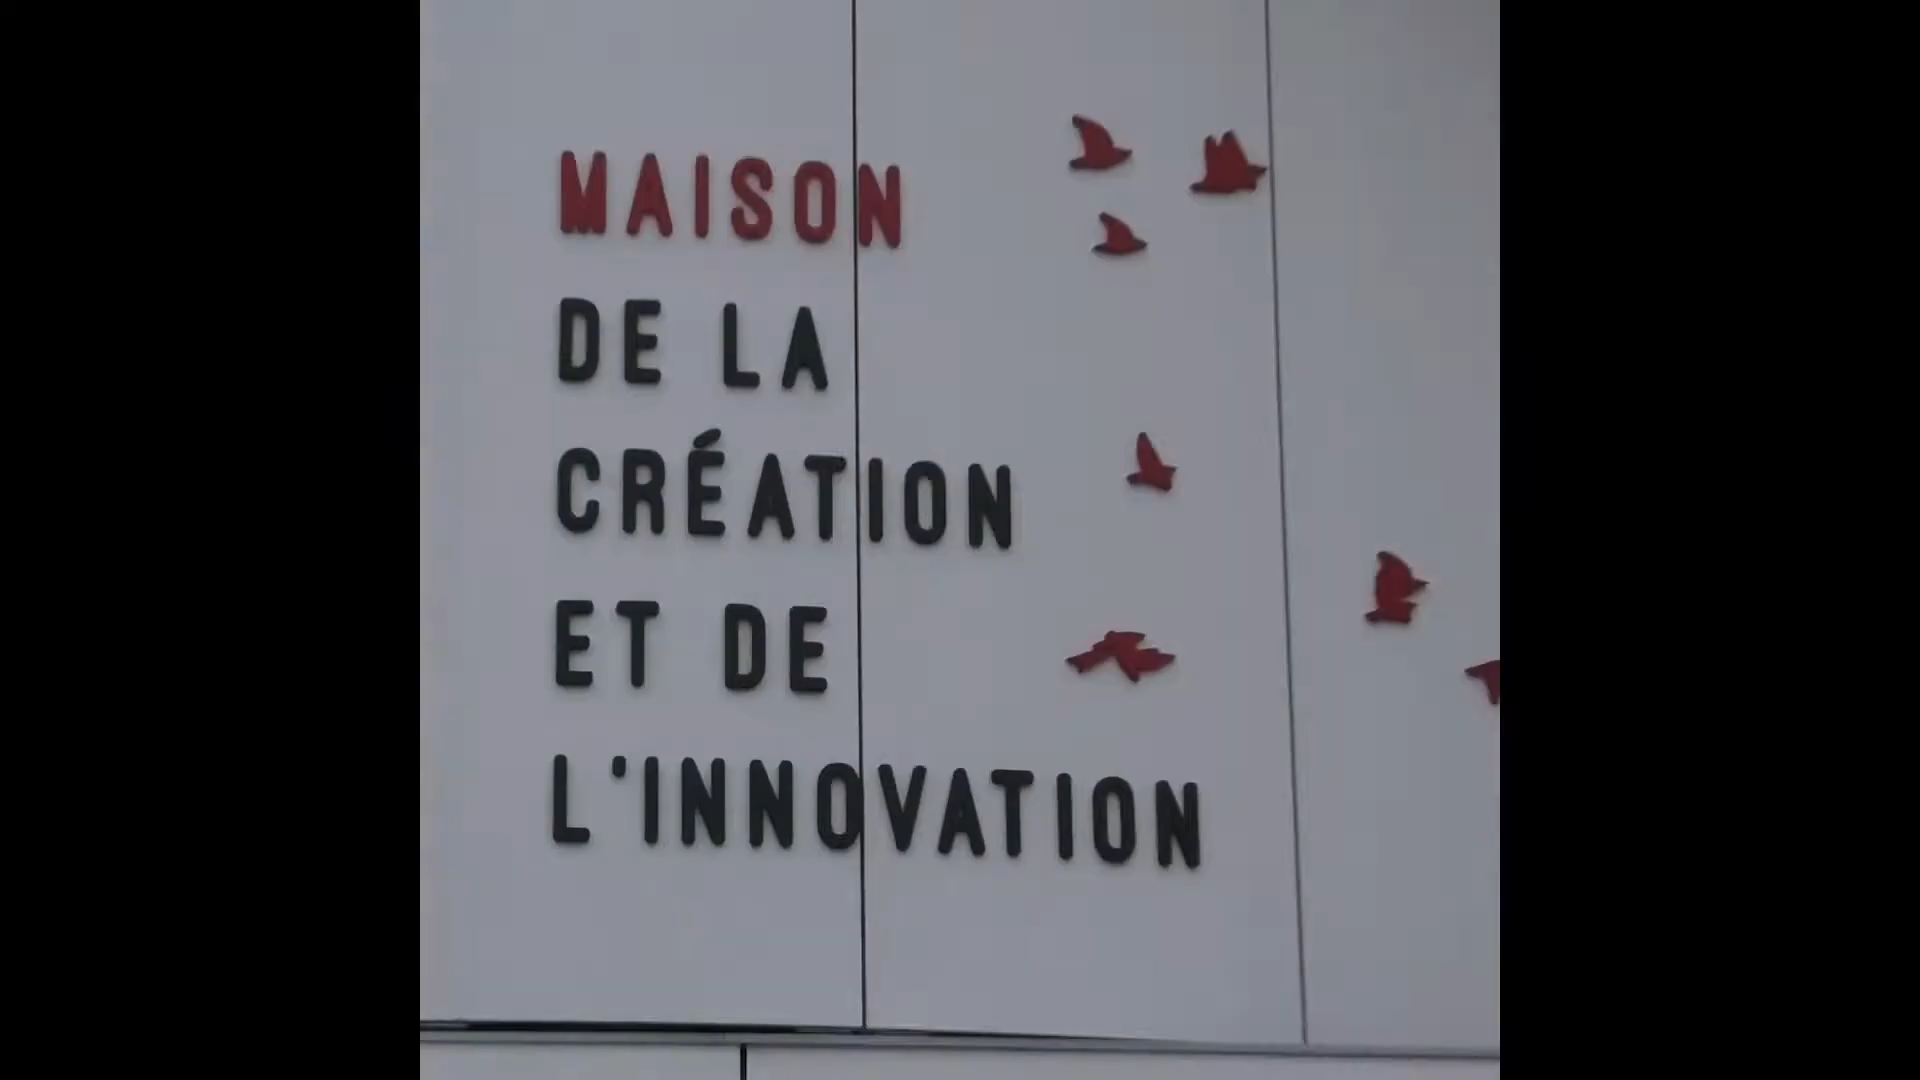 MAISON
DE LA
CRÉATION
ET DE
L'INNOVATION